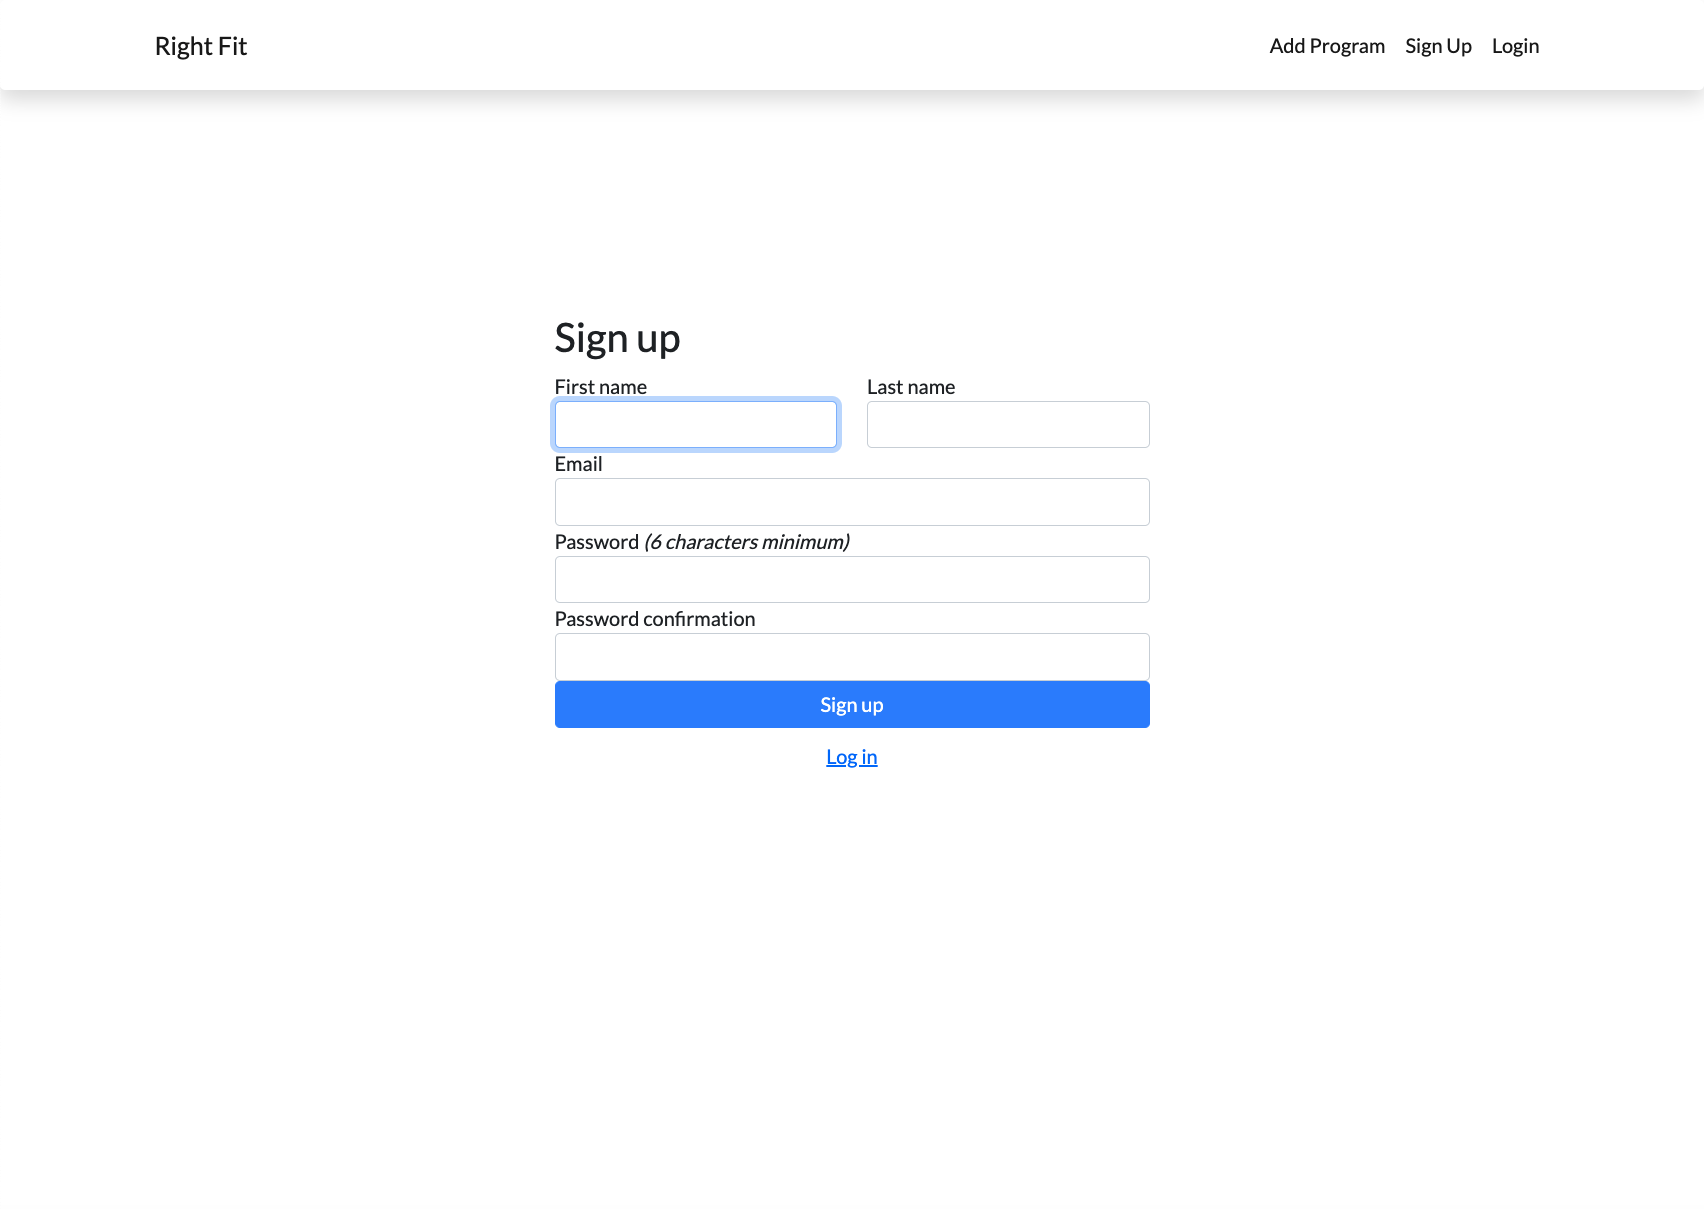 Right Fit
Add Program Sign Up Login
Sign up
First name Last name
Email
Password (6 characters minimum)
Password confirmation
Sign up
Log in